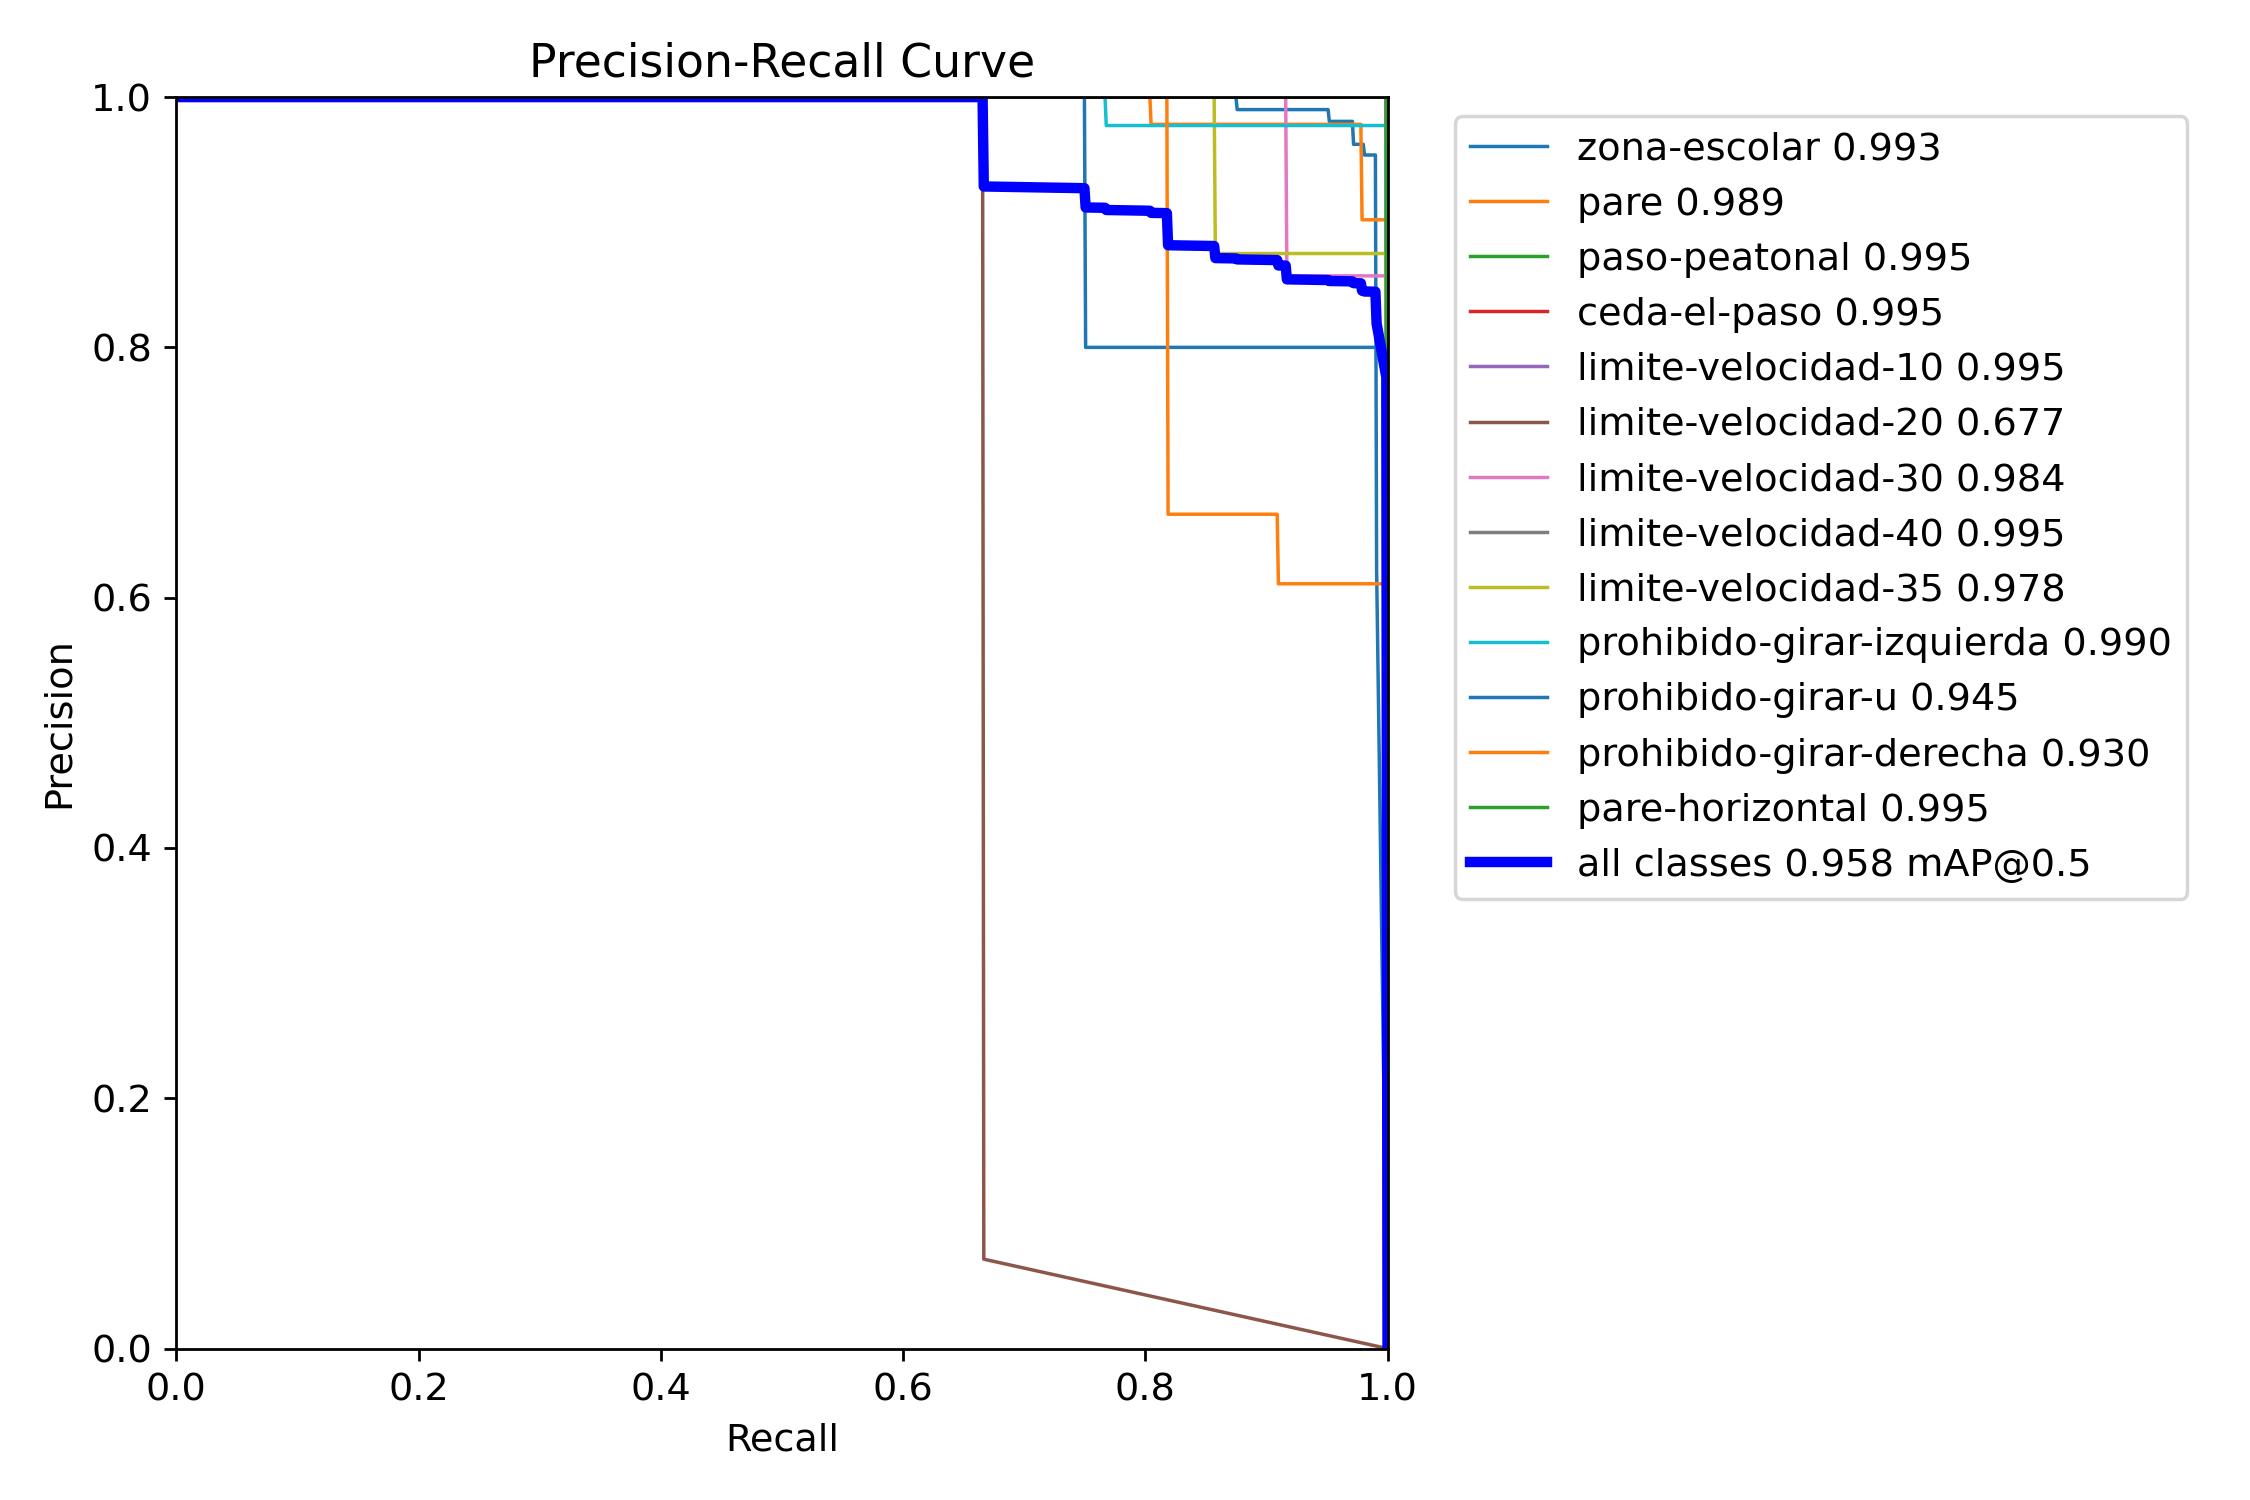 Precision-Recall Curve
1.0
0.8
0.6
0.4
0.2
0.0
Precision
0.0 0.2 0.4 0.6 0.8 1.0
Recall
zona-escolar 0.993
pare 0.989
paso-peatonal 0.995
ceda-el-paso 0.995
limite-velocidad-10 0.995
limite-velocidad-20 0.677
limite-velocidad-30 0.984
limite-velocidad-40 0.995
limite-velocidad-35 0.978
prohibido-girar-izquierda 0.990
prohibido-girar-u 0.945
prohibido-girar-derecha 0.930
pare-horizontal 0.995
all classes 0.958 mAP@0.5